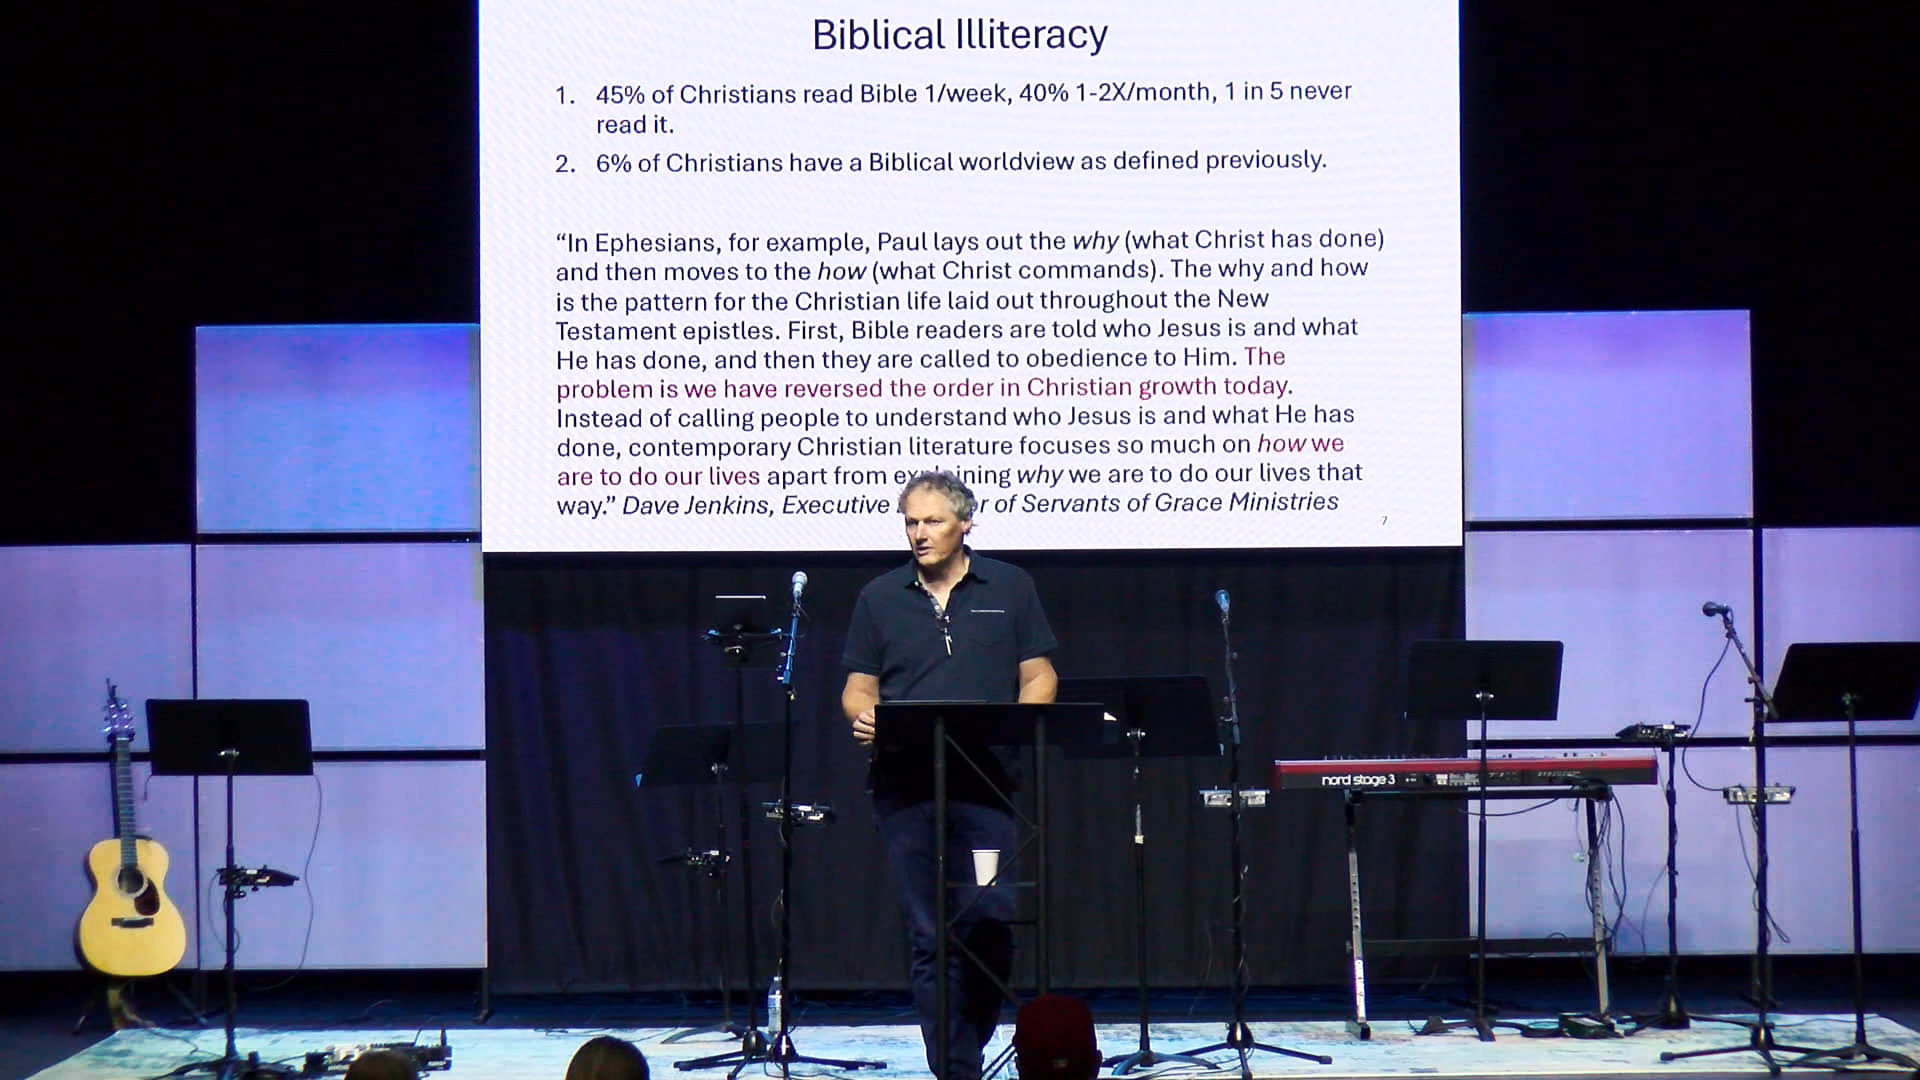 Biblical Illiteracy
1. 45% of Christians read Bible 1/week, 40% 1-2X/month, 1 in 5 never
read it.
2. 6% of Christians have a Biblical worldview as defined previously.
“In Ephesians, for example, Paul lays out the why (what Christ has done)
and then moves to the how (what Christ commands). The why and how
is the pattern for the Christian life laid out throughout the New
Testament epistles. First, Bible readers are told who Jesus is and what
He has done, and then they are called to obedience to Him. The
problem is we have reversed the order in Christian growth today.
Instead of calling people to understand who Jesus is and what He has
done, contemporary Christian literature focuses so much on how we
are to do our lives apart from explaining why we are to do our lives that
way.” Dave Jenkins, Executive of Servants of Grace Ministries
7
nord stage 3